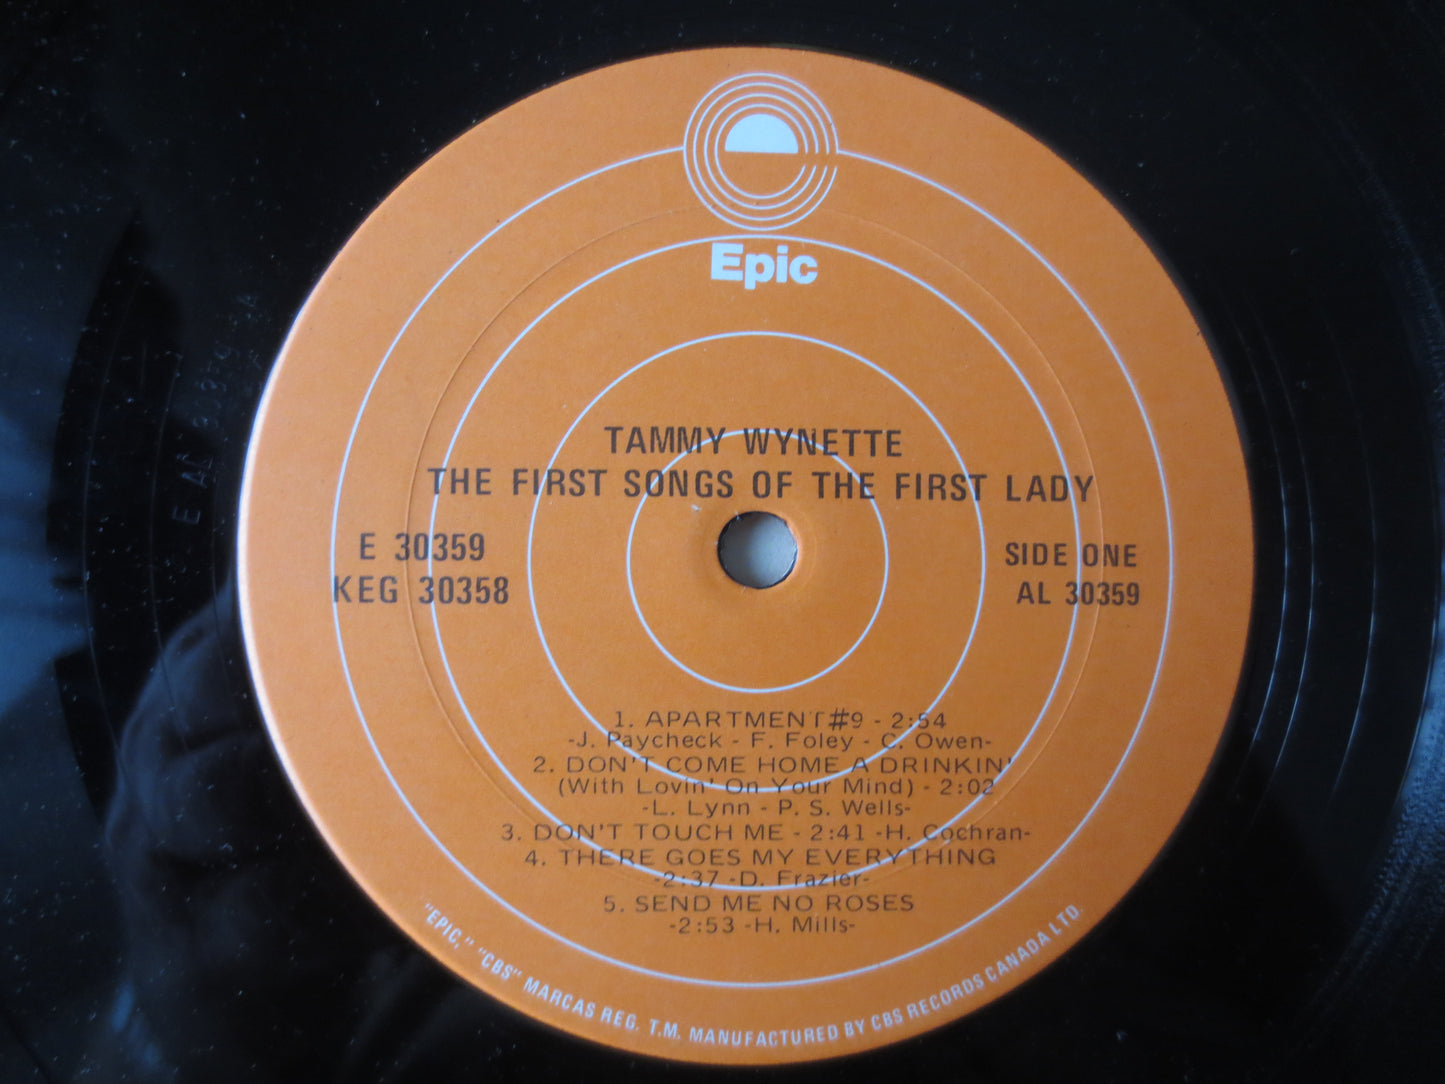 Epic
TAMMY WYNETTE
THE FIRST SONGS OF THE FIRST LADY
E 30359
KEG 30358
SIDE ONE
AL 30359
1. APARTMENT #9 - 2:54
-J. Paycheck - F. Foley - C. Owen-
2. DON'T COME HOME A DRINKIN'
(With Lovin' On Your Mind) - 2:02
-L. Lynn - P. S. Wells-
3. DON'T TOUCH ME - 2:41 -H. Cochran-
4. THERE GOES MY EVERYTHING
-2:37 -D. Frazier-
5. SEND ME NO ROSES
-2:53 -H. Mills-
"EPIC," "CBS" MARCAS REG. T.M. MANUFACTURED BY CBS RECORDS CANADA LTD.